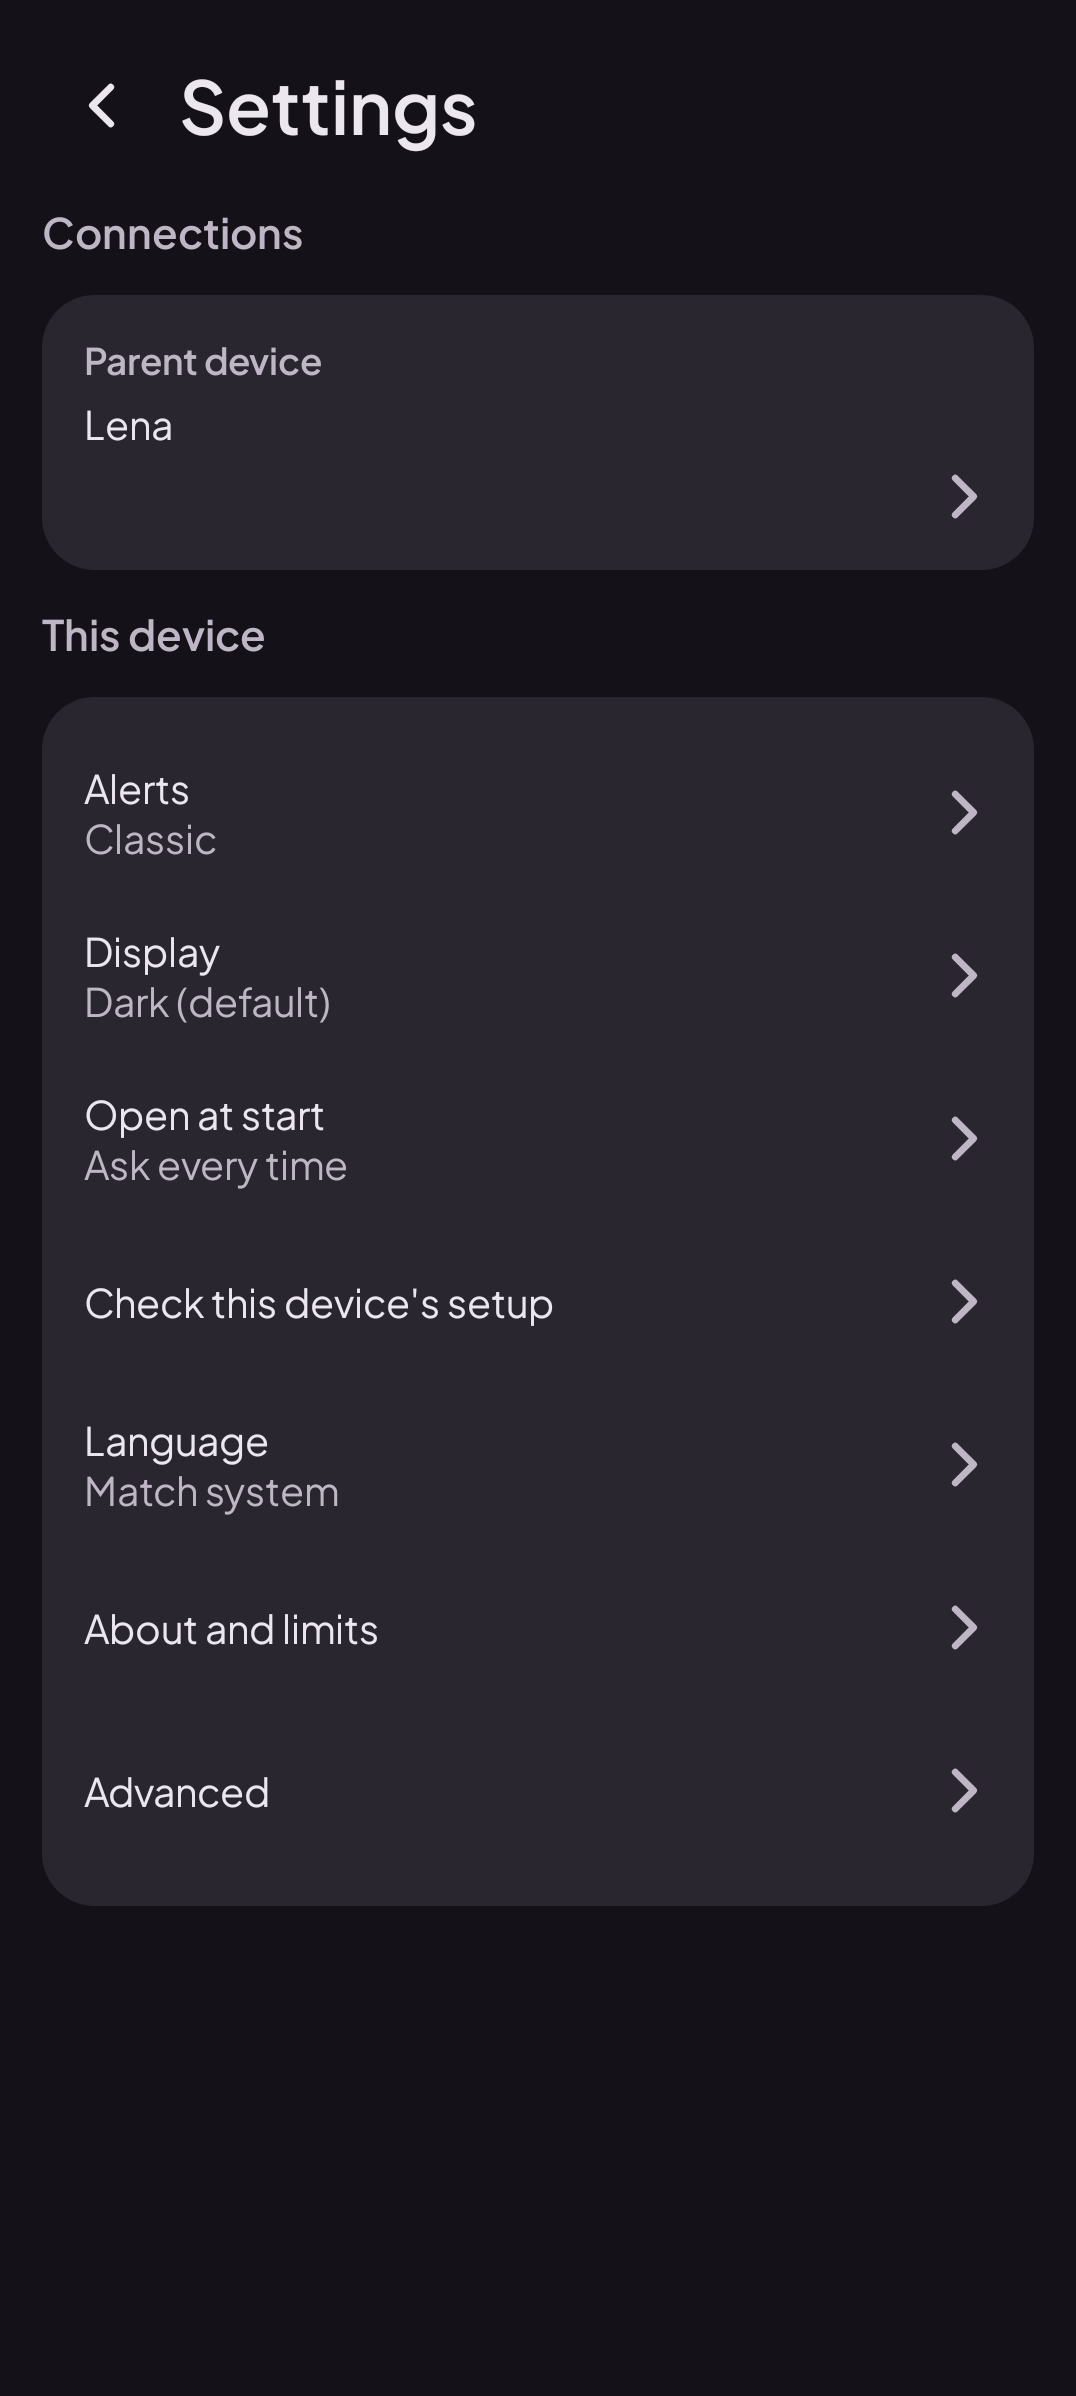 Settings
Connections
Parent device
Lena
This device
Alerts
Classic
Display
Dark (default)
Open at start
Ask every time
Check this device's setup
Language
Match system
About and limits
Advanced